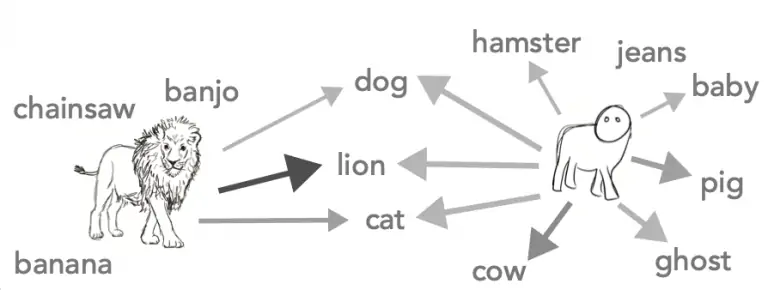 hamster
jeans
dog
baby
banjo
chainsaw
lion
pig
cat
banana
cow
ghost